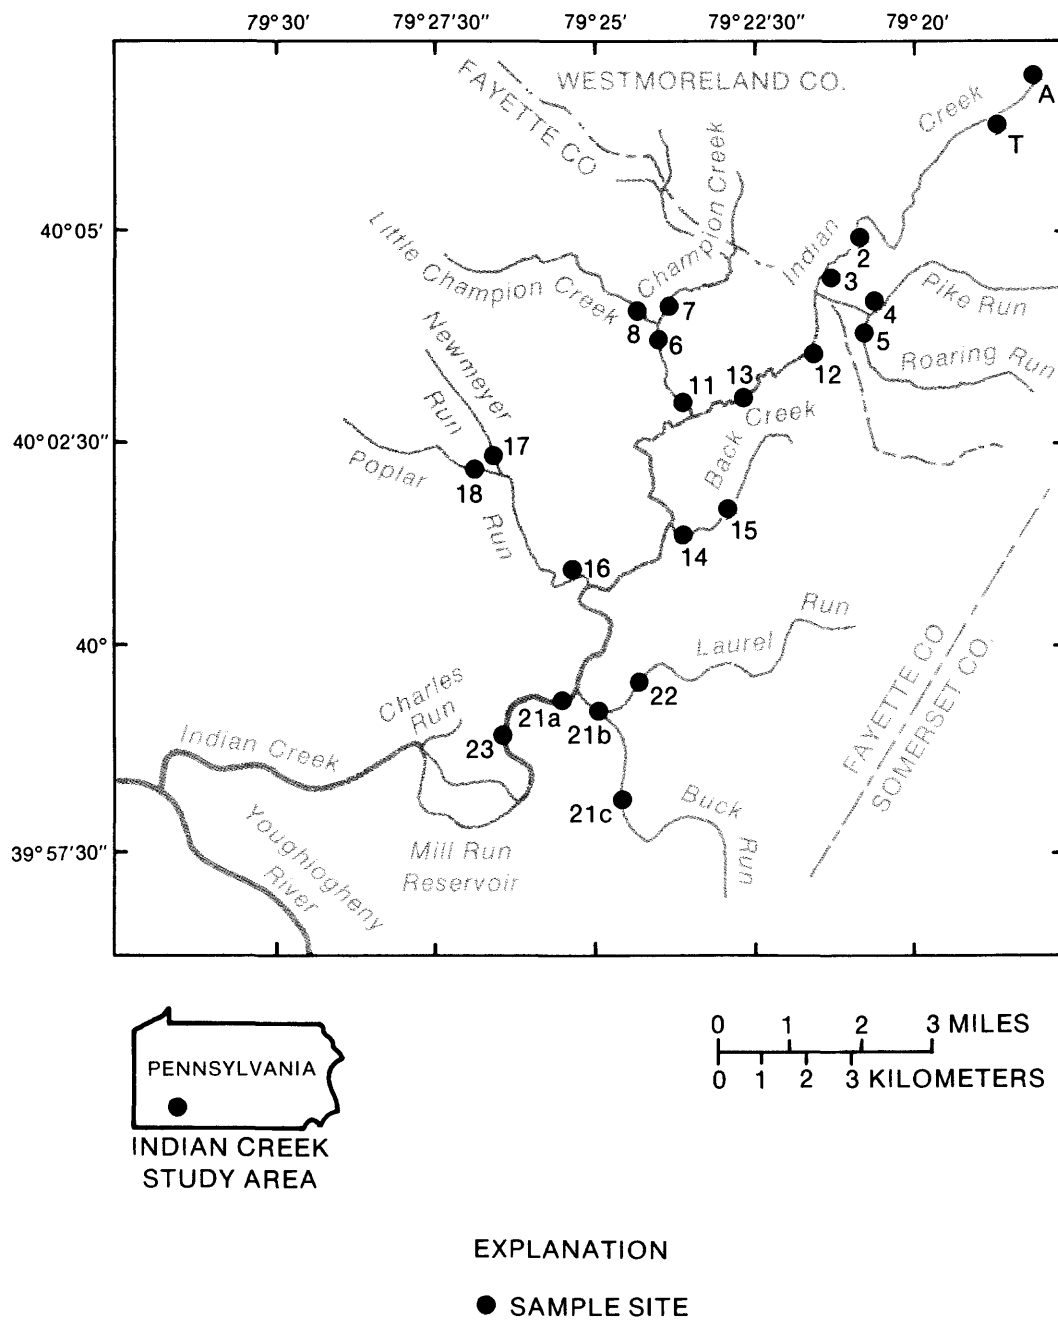 79°30′ 79°27′30″ 79°25′ 79°22′30″ 79°20′
WESTMORELAND CO.
FAYETTE CO
Creek
A
T
Champion Creek
40°05′
Little Champion Creek
Indian
2
3
4
Pike Run
5
Roaring Run
7
8
6
12
Newmeyer Run
11
13
Creek
Back
40°02′30″
17
18
Poplar Run
15
14
16
Run
Laurel
40°
22
FAYETTE CO
SOMERSET CO.
Charles Run
21a
21b
23
Indian Creek
21c
Buck Run
39°57′30″
Youghiogheny River
Mill Run
Reservoir
0 1 2 3 MILES
0 1 2 3 KILOMETERS
PENNSYLVANIA
INDIAN CREEK
STUDY AREA
EXPLANATION
SAMPLE SITE